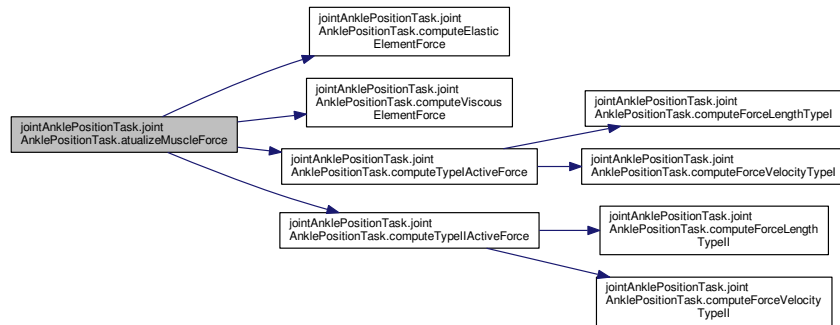 jointAnklePositionTask.joint
AnklePositionTask.atualizeMuscleForce
jointAnklePositionTask.joint
AnklePositionTask.computeElastic
ElementForce
jointAnklePositionTask.joint
AnklePositionTask.computeViscous
ElementForce
jointAnklePositionTask.joint
AnklePositionTask.computeTypeIActiveForce
jointAnklePositionTask.joint
AnklePositionTask.computeTypeIIActiveForce
jointAnklePositionTask.joint
AnklePositionTask.computeForceLengthTypeI
jointAnklePositionTask.joint
AnklePositionTask.computeForceVelocityTypeI
jointAnklePositionTask.joint
AnklePositionTask.computeForceLength
TypeII
jointAnklePositionTask.joint
AnklePositionTask.computeForceVelocity
TypeII